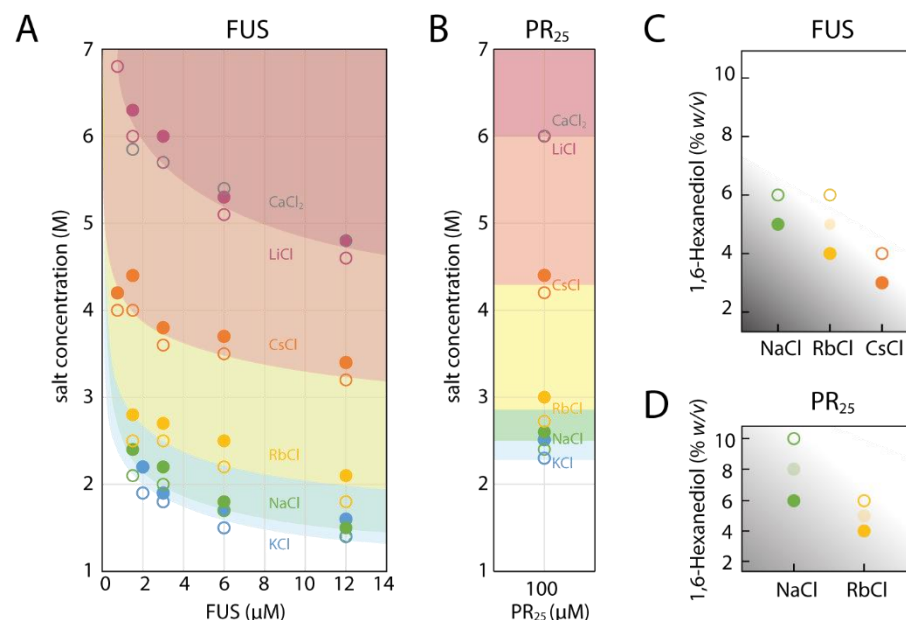 A
FUS
salt concentration (M)
7
6
5
4
3
2
1
CaCl₂
LiCl
CsCl
RbCl
NaCl
KCl
0 2 4 6 8 10 12 14
FUS (µM)
B
PR₂₅
salt concentration (M)
7
6
5
4
3
2
1
CaCl₂
LiCl
CsCl
RbCl
NaCl
KCl
100
PR₂₅ (µM)
C
FUS
1,6-Hexanediol (% w/v)
10
8
6
4
2
NaCl RbCl CsCl
D
PR₂₅
1,6-Hexanediol (% w/v)
10
8
6
4
2
NaCl RbCl